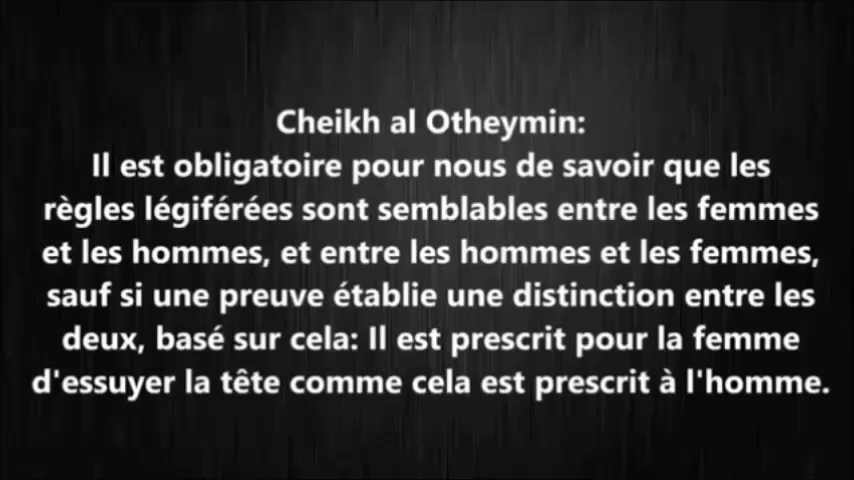 Cheikh al Otheymin:
Il est obligatoire pour nous de savoir que les
règles légiférées sont semblables entre les femmes
et les hommes, et entre les hommes et les femmes,
sauf si une preuve établie une distinction entre les
deux, basé sur cela: Il est prescrit pour la femme
d'essuyer la tête comme cela est prescrit à l'homme.